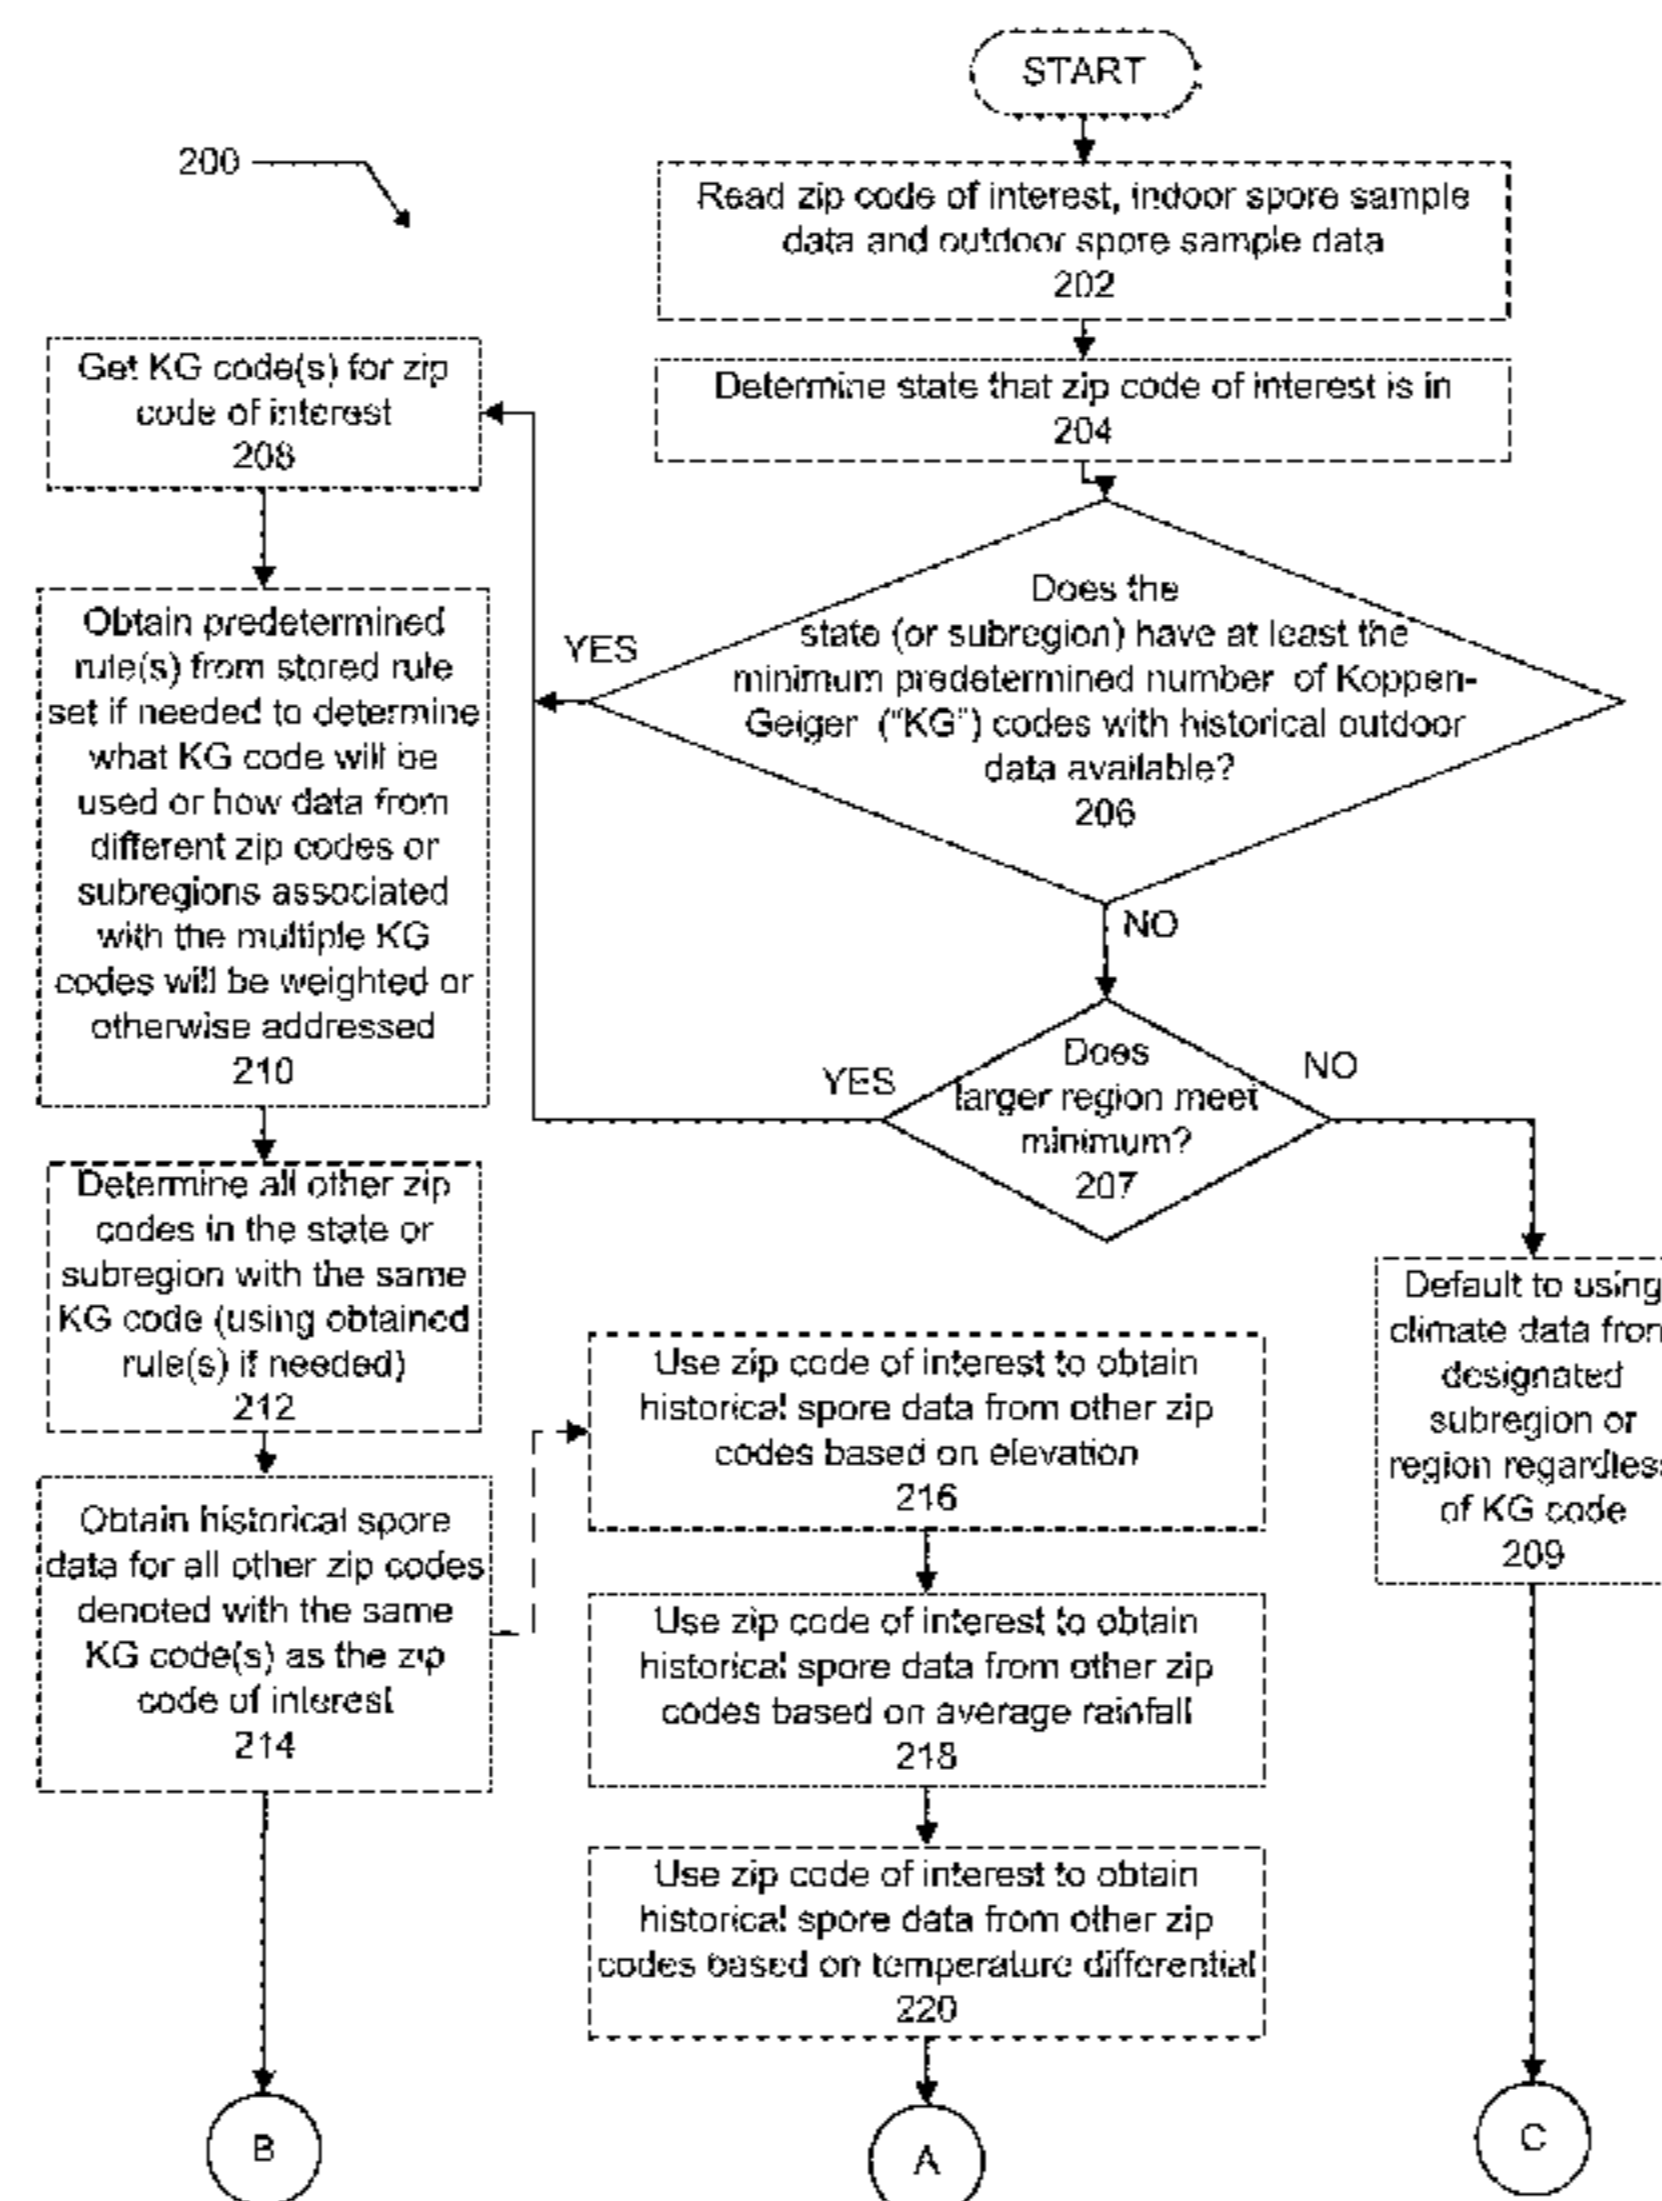 START
200
Read zip code of interest, indoor spore sample
data and outdoor spore sample data
202
Determine state that zip code of interest is in
204
Does the
state (or subregion) have at least the
minimum predetermined number of Koppen-
Geiger ("KG") codes with historical outdoor
data available?
206
YES
NO
Does
larger region meet
minimum?
207
YES
NO
Get KG code(s) for zip
code of interest
208
Obtain predetermined
rule(s) from stored rule
set if needed to determine
what KG code will be
used or how data from
different zip codes or
subregions associated
with the multiple KG
codes will be weighted or
otherwise addressed
210
Determine all other zip
codes in the state or
subregion with the same
KG code (using obtained
rule(s) if needed)
212
Obtain historical spore
data for all other zip codes
denoted with the same
KG code(s) as the zip
code of interest
214
B
Use zip code of interest to obtain
historical spore data from other zip
codes based on elevation
216
Use zip code of interest to obtain
historical spore data from other zip
codes based on average rainfall
218
Use zip code of interest to obtain
historical spore data from other zip
codes based on temperature differential
220
A
Default to using
climate data from
designated
subregion or
region regardless
of KG code
209
C